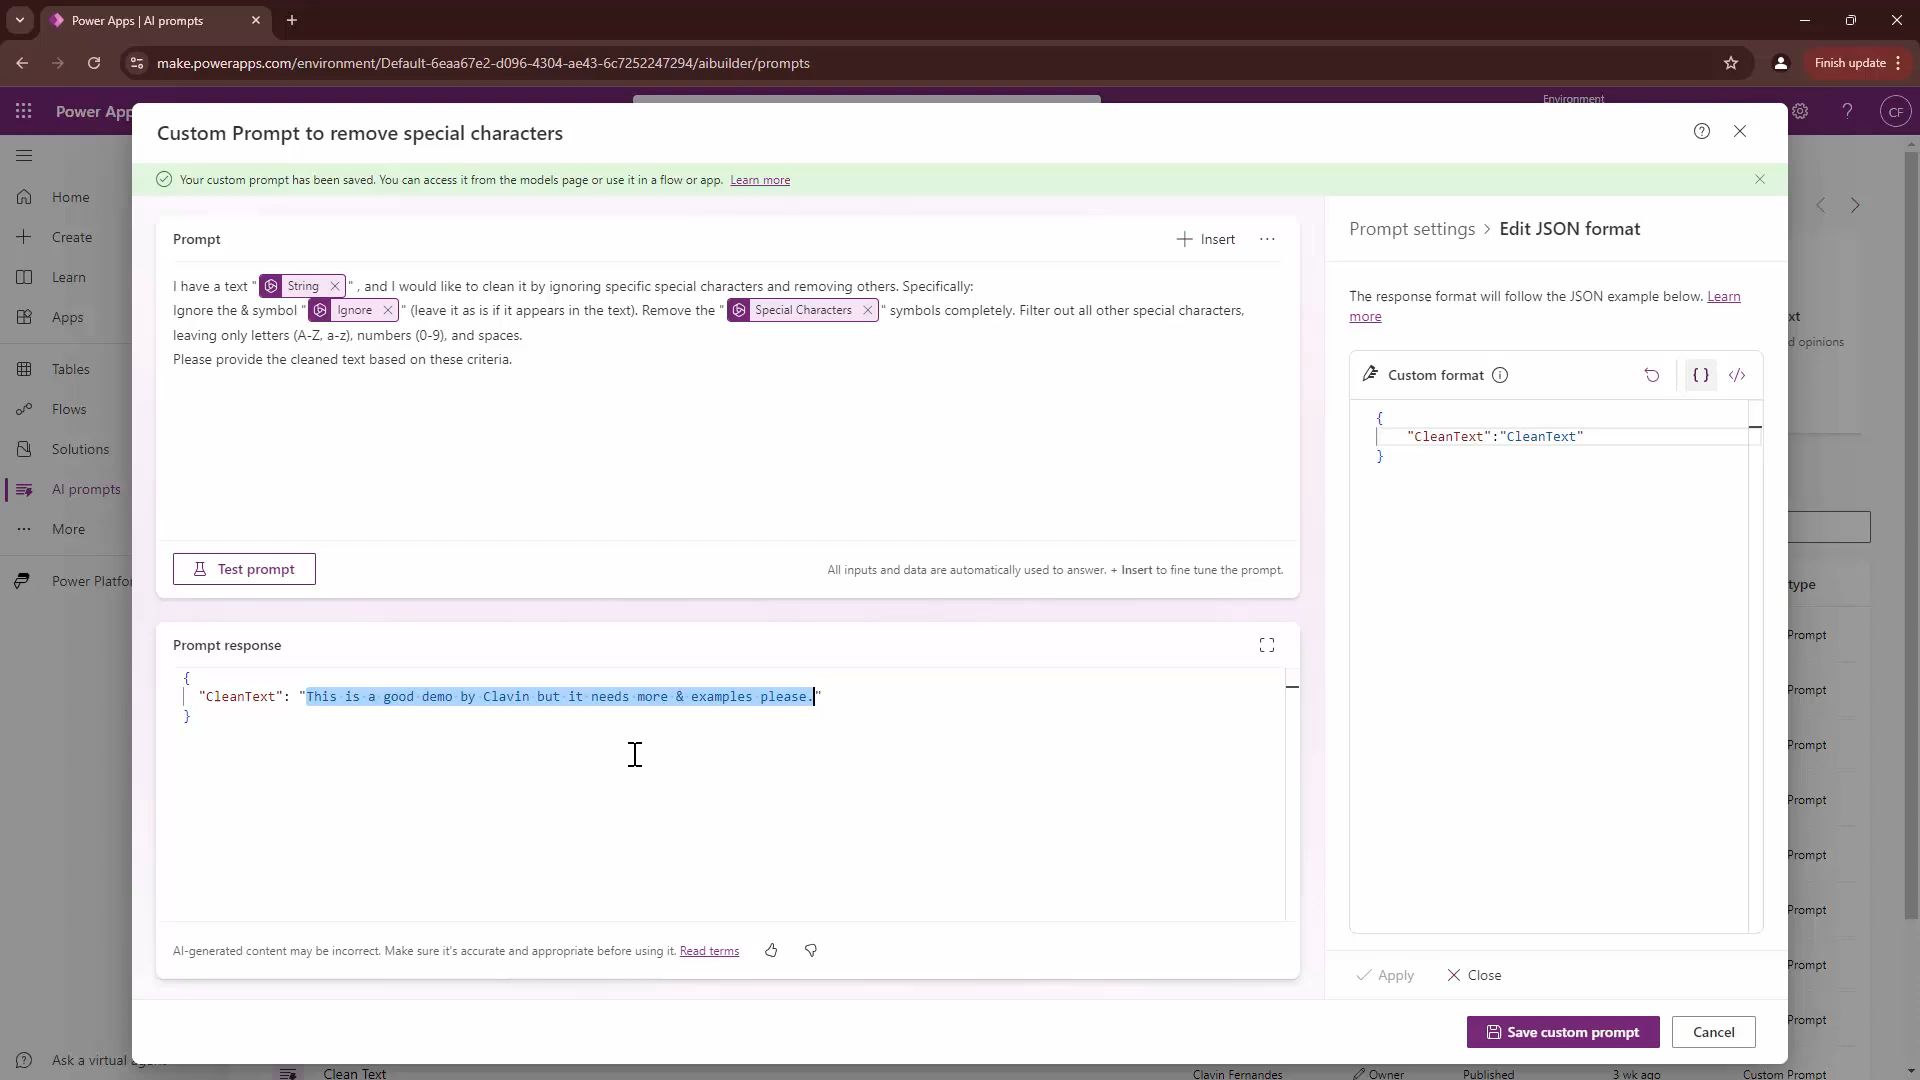 Power Apps | AI prompts
make.powerapps.com/environment/Default-6eaa67e2-d096-4304-ae43-6c7252247294/aibuilder/prompts
Finish update
Power App
Environment
CF
Custom Prompt to remove special characters
Your custom prompt has been saved. You can access it from the models page or use it in a flow or app. Learn more
Home
Create
Learn
Apps
Tables
Flows
Solutions
AI prompts
More
Power Platfo
Ask a virtual
Prompt
Insert
I have a text " String " , and I would like to clean it by ignoring specific special characters and removing others. Specifically:
Ignore the & symbol " Ignore " (leave it as is if it appears in the text). Remove the " Special Characters " symbols completely. Filter out all other special characters,
leaving only letters (A-Z, a-z), numbers (0-9), and spaces.
Please provide the cleaned text based on these criteria.
Test prompt
All inputs and data are automatically used to answer. + Insert to fine tune the prompt.
Prompt response
{
"CleanText": "This is a good demo by Clavin but it needs more & examples please."
}
AI-generated content may be incorrect. Make sure it's accurate and appropriate before using it. Read terms
Prompt settings > Edit JSON format
The response format will follow the JSON example below. Learn
more
Custom format
{ } </>
{
"CleanText":"CleanText"
}
Apply
Close
Save custom prompt
Cancel
xt
d opinions
type
Prompt
Prompt
Prompt
Prompt
Prompt
Prompt
Prompt
Prompt
Clean Text
Clavin Fernandes
Owner
Published
3 wk ago
Custom Prompt